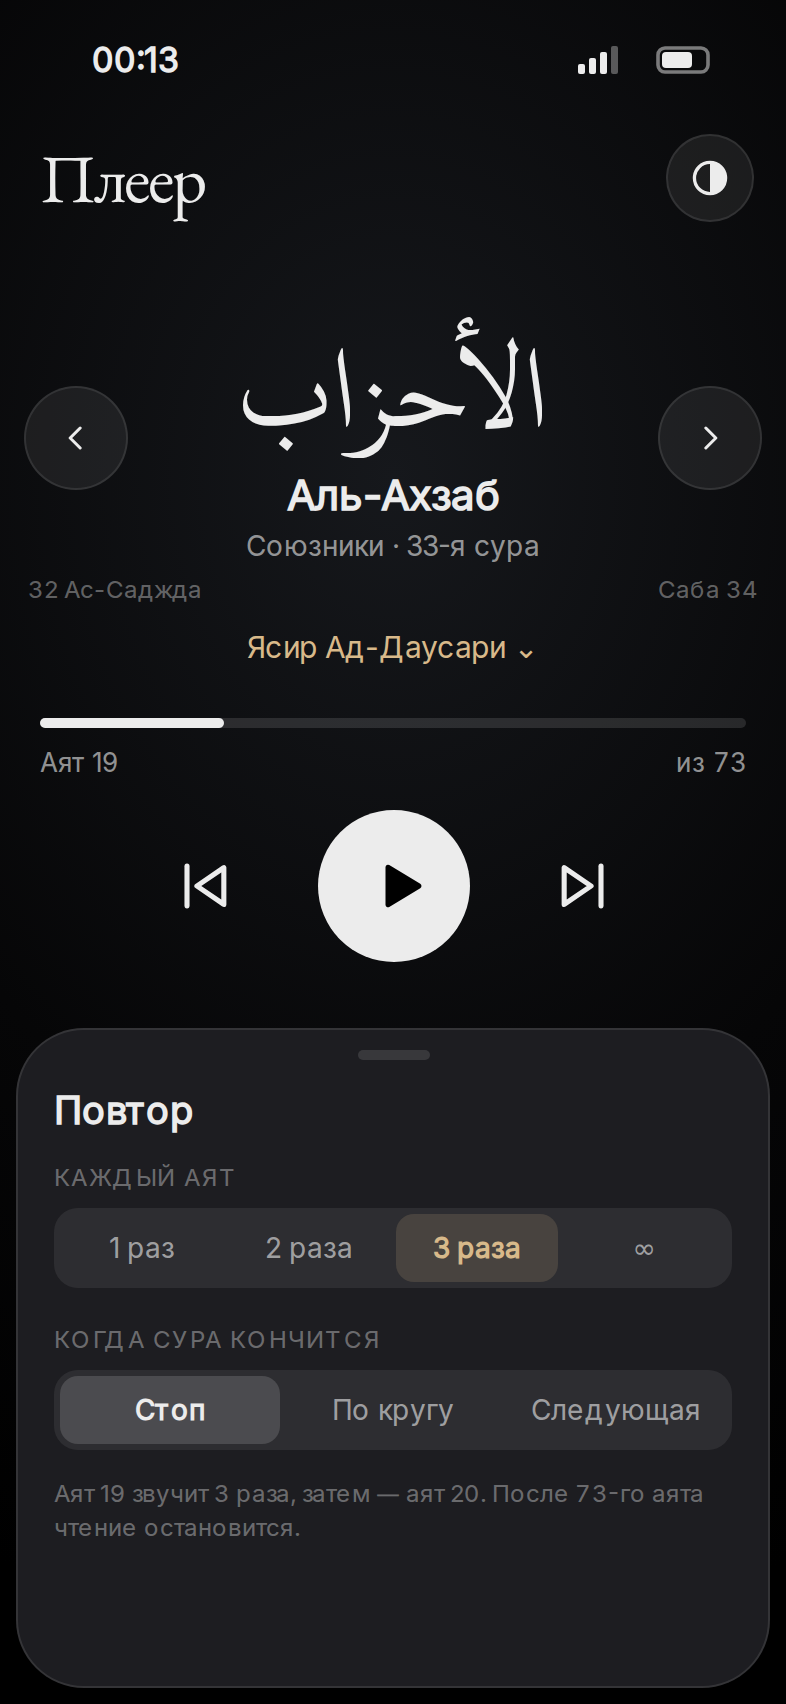 00:13
Плеер
الأحزاب
Аль-Ахзаб
Союзники · 33-я сура
32 Ас-Саджда
Саба 34
Ясир Ад-Даусари
Аят 19
из 73
Повтор
КАЖДЫЙ АЯТ
1 раз 2 раза 3 раза ∞
КОГДА СУРА КОНЧИТСЯ
Стоп По кругу Следующая
Аят 19 звучит 3 раза, затем — аят 20. После 73-го аята
чтение остановится.